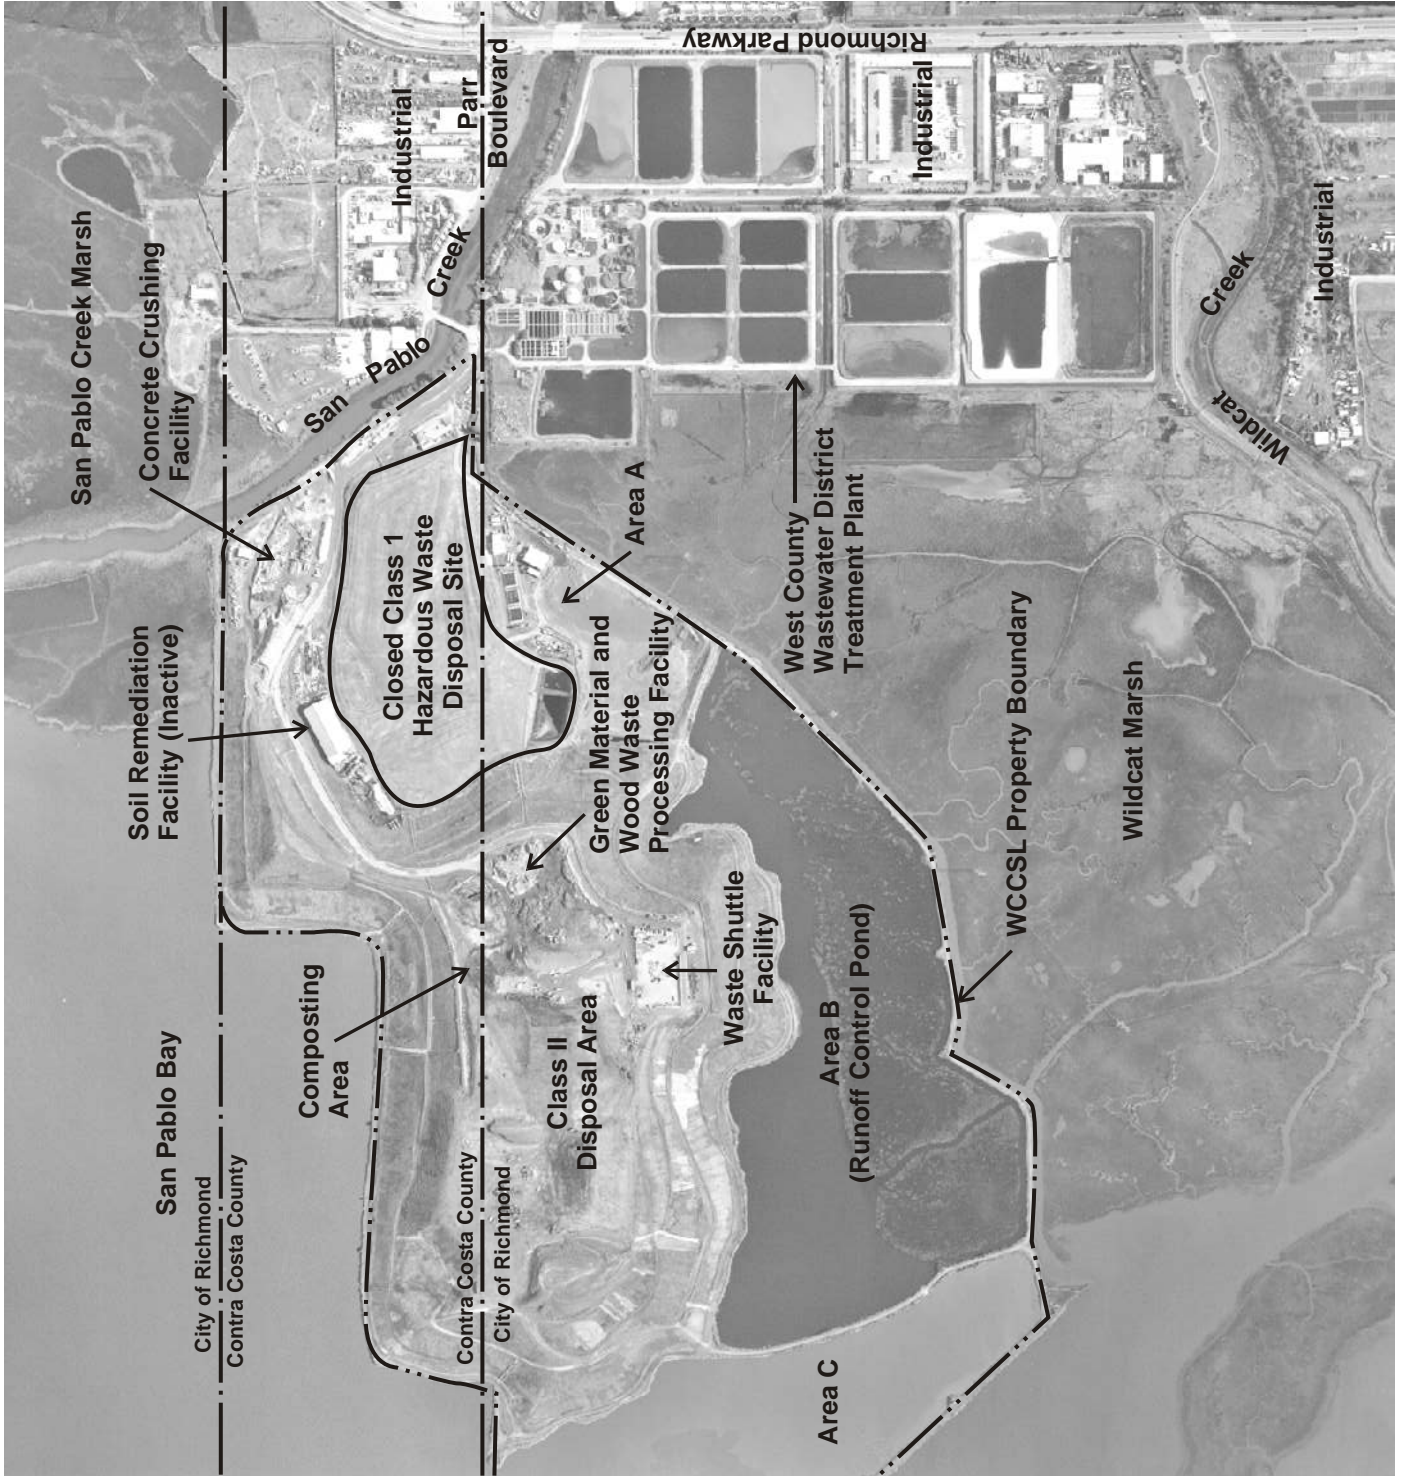 San Pablo Bay
City of Richmond
Contra Costa County
San Pablo Creek Marsh
Concrete Crushing
Facility
Soil Remediation
Facility (Inactive)
Composting
Area
San Pablo
Creek
Industrial
Parr
Boulevard
Closed Class 1
Hazardous Waste
Disposal Site
Contra Costa County
City of Richmond
Class II
Disposal Area
Green Material and
Wood Waste
Processing Facility
Area A
Richmond Parkway
Waste Shuttle
Facility
West County
Wastewater District
Treatment Plant
Industrial
Area B
(Runoff Control Pond)
Area C
WCCSL Property Boundary
Wildcat Marsh
Wildcat
Creek
Industrial